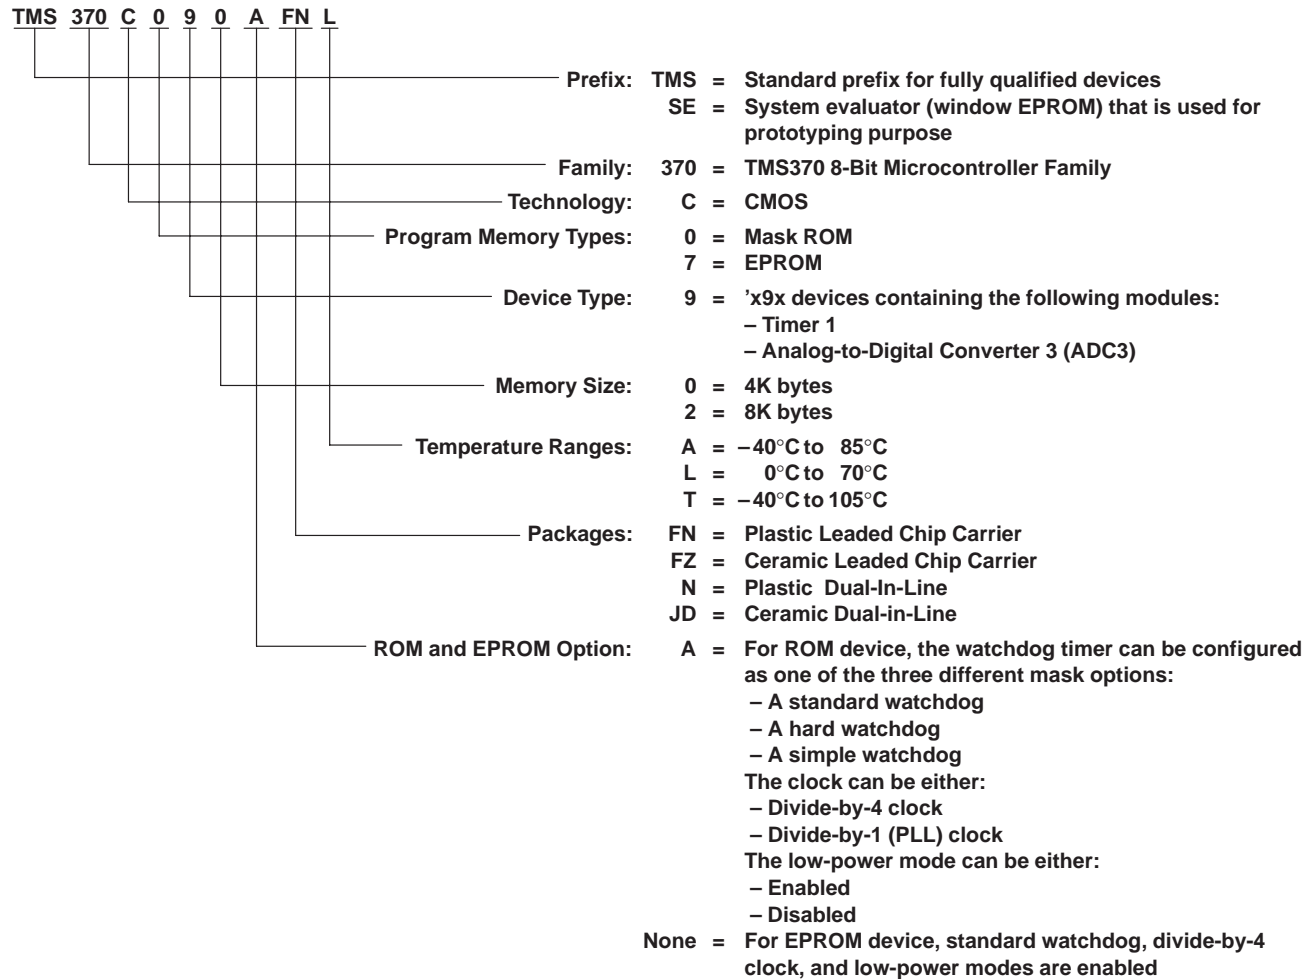 TMS 370 C 0 9 0 A FN L
Prefix: TMS = Standard prefix for fully qualified devices
SE = System evaluator (window EPROM) that is used for
prototyping purpose
Family: 370 = TMS370 8-Bit Microcontroller Family
Technology: C = CMOS
Program Memory Types: 0 = Mask ROM
7 = EPROM
Device Type: 9 = ’x9x devices containing the following modules:
– Timer 1
– Analog-to-Digital Converter 3 (ADC3)
Memory Size: 0 = 4K bytes
2 = 8K bytes
Temperature Ranges: A = –40°C to 85°C
L = 0°C to 70°C
T = –40°C to 105°C
Packages: FN = Plastic Leaded Chip Carrier
FZ = Ceramic Leaded Chip Carrier
N = Plastic Dual-In-Line
JD = Ceramic Dual-in-Line
ROM and EPROM Option: A = For ROM device, the watchdog timer can be configured
as one of the three different mask options:
– A standard watchdog
– A hard watchdog
– A simple watchdog
The clock can be either:
– Divide-by-4 clock
– Divide-by-1 (PLL) clock
The low-power mode can be either:
– Enabled
– Disabled
None = For EPROM device, standard watchdog, divide-by-4
clock, and low-power modes are enabled